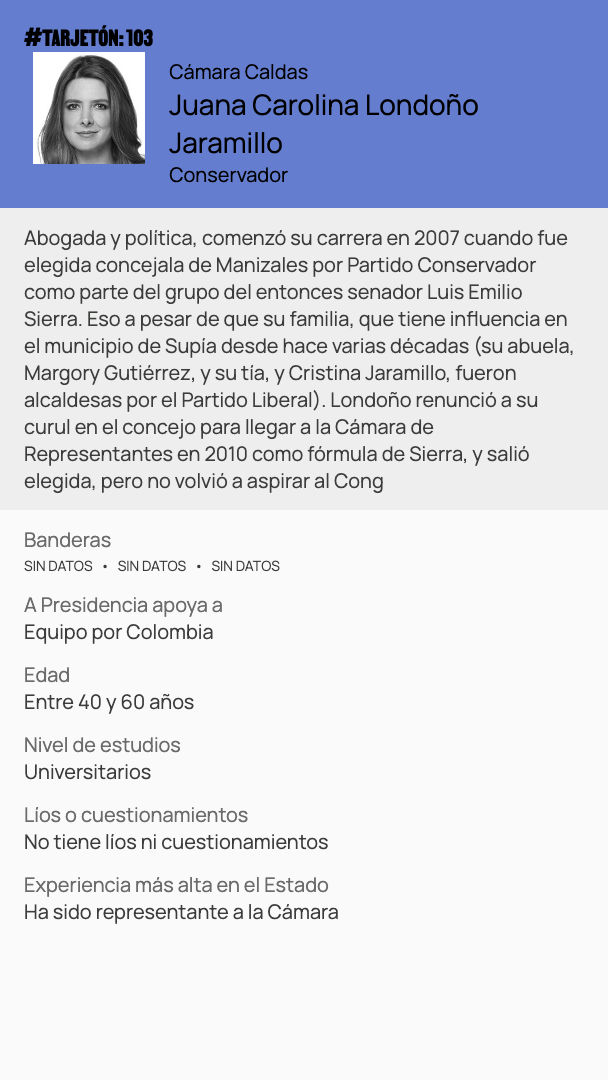 #TARJETÓN: 103
Cámara Caldas
Juana Carolina Londoño
Jaramillo
Conservador
Abogada y política, comenzó su carrera en 2007 cuando fue
elegida concejala de Manizales por Partido Conservador
como parte del grupo del entonces senador Luis Emilio
Sierra. Eso a pesar de que su familia, que tiene influencia en
el municipio de Supía desde hace varias décadas (su abuela,
Margory Gutiérrez, y su tía, y Cristina Jaramillo, fueron
alcaldesas por el Partido Liberal). Londoño renunció a su
curul en el concejo para llegar a la Cámara de
Representantes en 2010 como fórmula de Sierra, y salió
elegida, pero no volvió a aspirar al Cong
Banderas
SIN DATOS • SIN DATOS • SIN DATOS
A Presidencia apoya a
Equipo por Colombia
Edad
Entre 40 y 60 años
Nivel de estudios
Universitarios
Líos o cuestionamientos
No tiene líos ni cuestionamientos
Experiencia más alta en el Estado
Ha sido representante a la Cámara